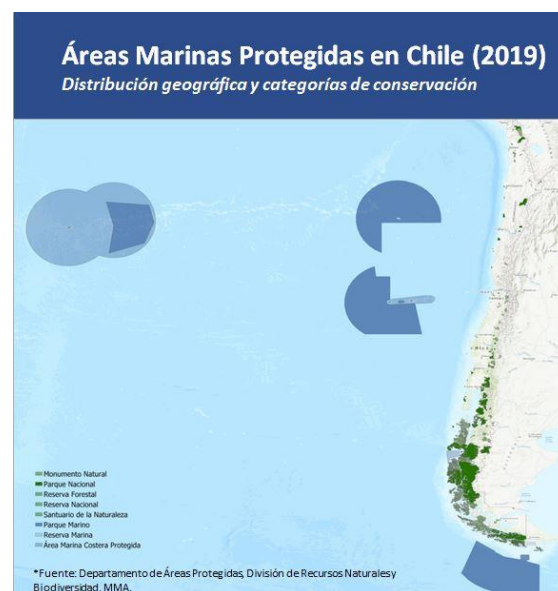 Áreas Marinas Protegidas en Chile (2019)
Distribución geográfica y categorías de conservación
Monumento Natural
Parque Nacional
Reserva Forestal
Reserva Nacional
Santuario de la Naturaleza
Parque Marino
Reserva Marina
Área Marina Costera Protegida
*Fuente: Departamento de Áreas Protegidas, División de Recursos Naturales y
Biodiversidad. MMA.